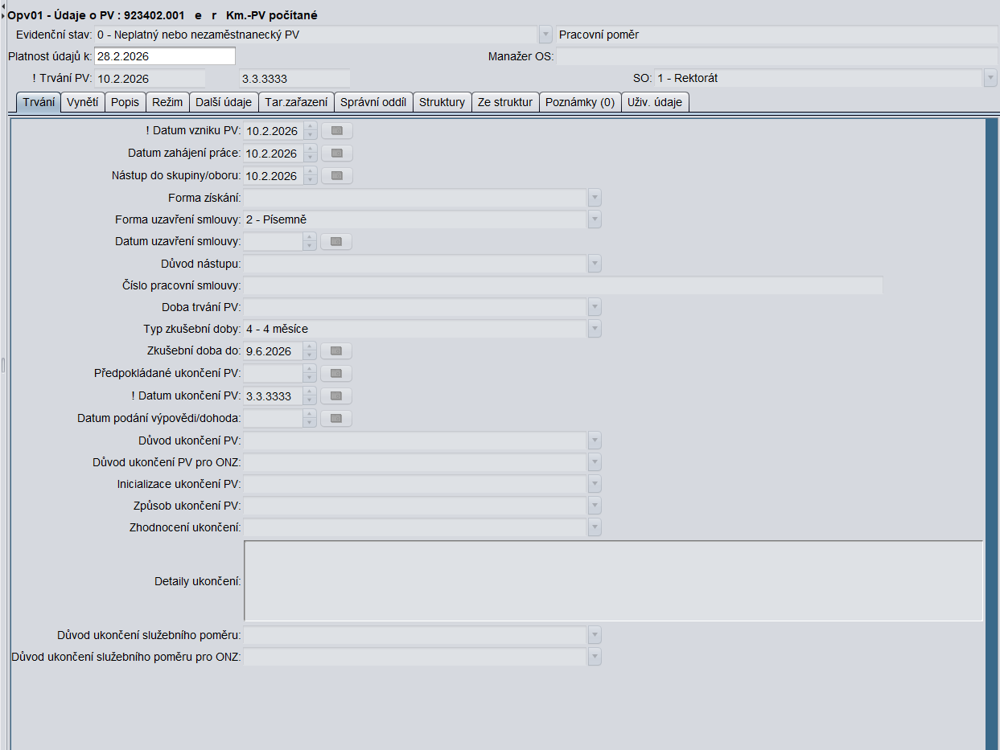 Opv01 - Údaje o PV : 923402.001 e r Km.-PV počítané
Evidenční stav: 0 - Neplatný nebo nezaměstnanecký PV Pracovní poměr
Platnost údajů k: 28.2.2026 Manažer OS:
! Trvání PV: 10.2.2026 3.3.3333 SO: 1 - Rektorát
Trvání Vynětí Popis Režim Další údaje Tar.zařazení Správní oddíl Struktury Ze struktur Poznámky (0) Uživ. údaje
! Datum vzniku PV: 10.2.2026
Datum zahájení práce: 10.2.2026
Nástup do skupiny/oboru: 10.2.2026
Forma získání:
Forma uzavření smlouvy: 2 - Písemně
Datum uzavření smlouvy:
Důvod nástupu:
Číslo pracovní smlouvy:
Doba trvání PV:
Typ zkušební doby: 4 - 4 měsíce
Zkušební doba do: 9.6.2026
Předpokládané ukončení PV:
! Datum ukončení PV: 3.3.3333
Datum podání výpovědi/dohoda:
Důvod ukončení PV:
Důvod ukončení PV pro ONZ:
Inicializace ukončení PV:
Způsob ukončení PV:
Zhodnocení ukončení:
Detaily ukončení:
Důvod ukončení služebního poměru:
Důvod ukončení služebního poměru pro ONZ: